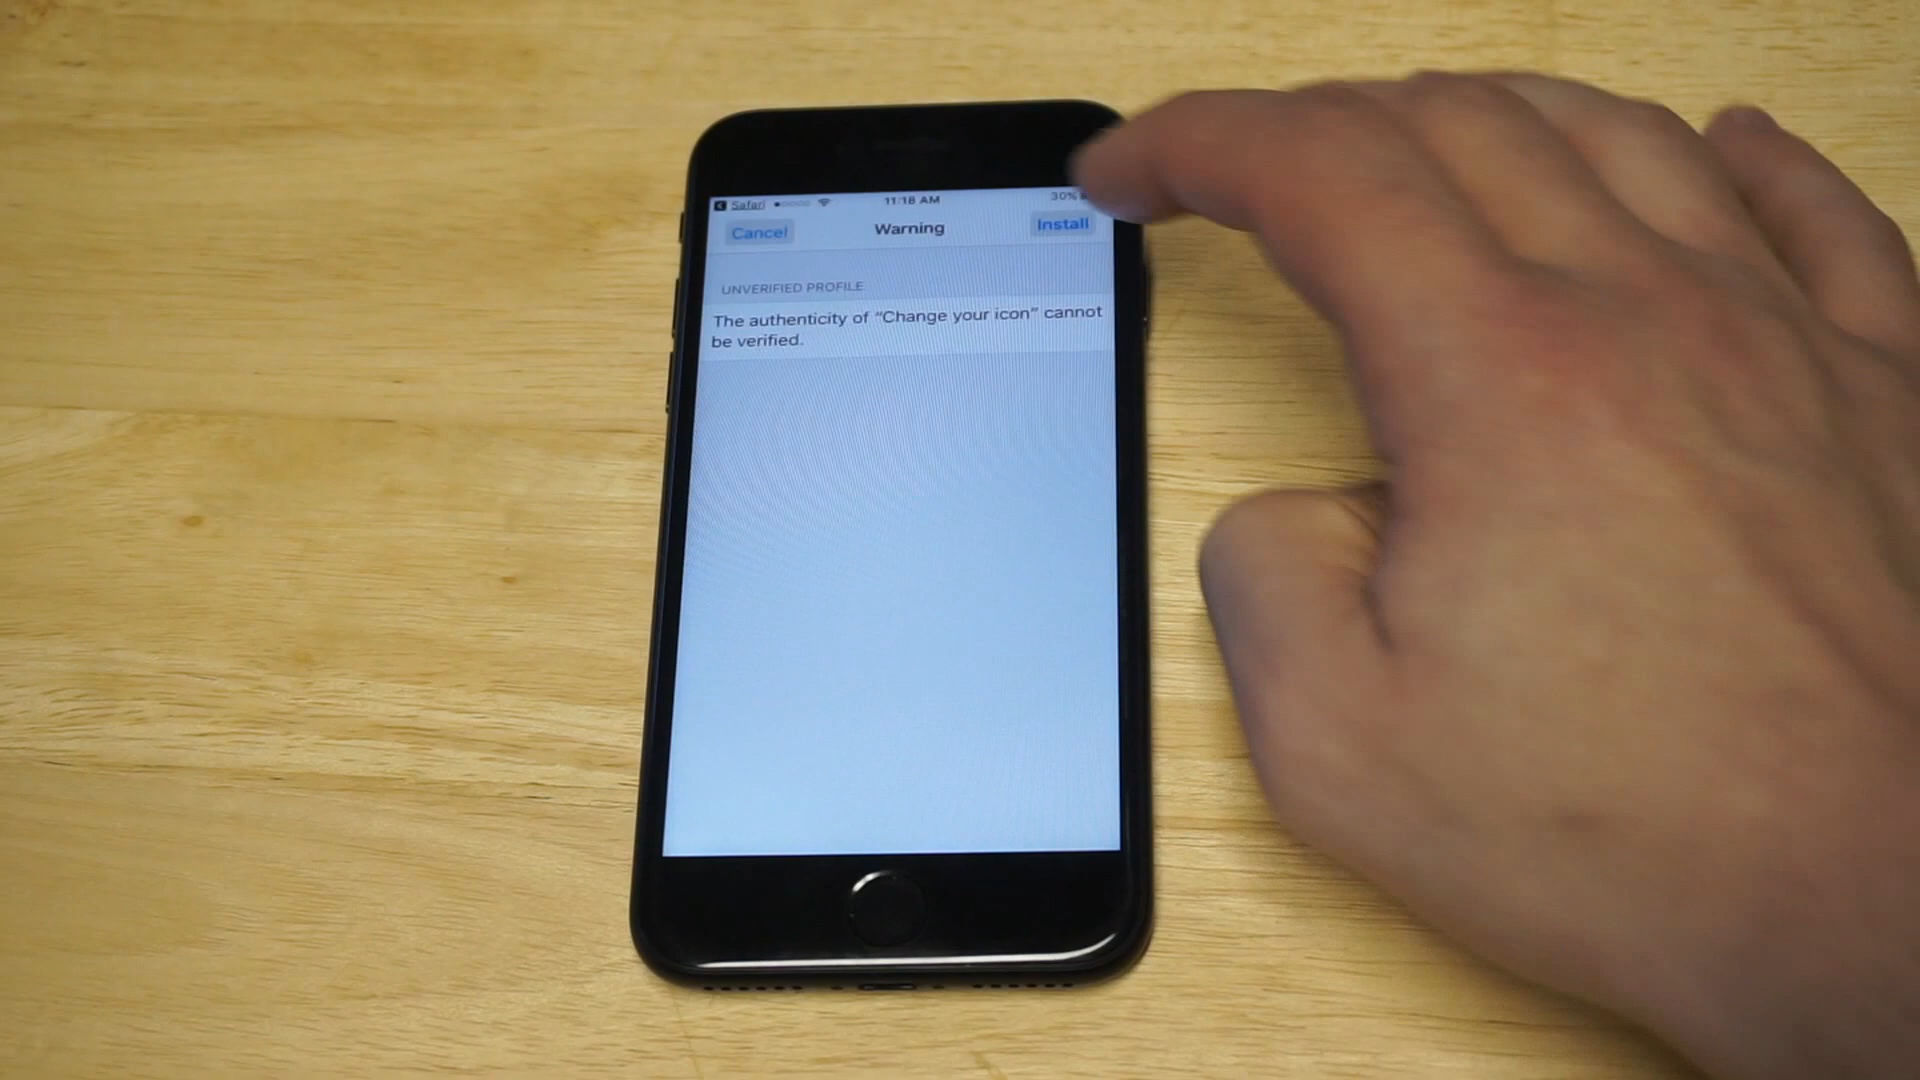 Safari 11:18 AM 30%
Cancel Warning Install
UNVERIFIED PROFILE
The authenticity of “Change your icon” cannot
be verified.